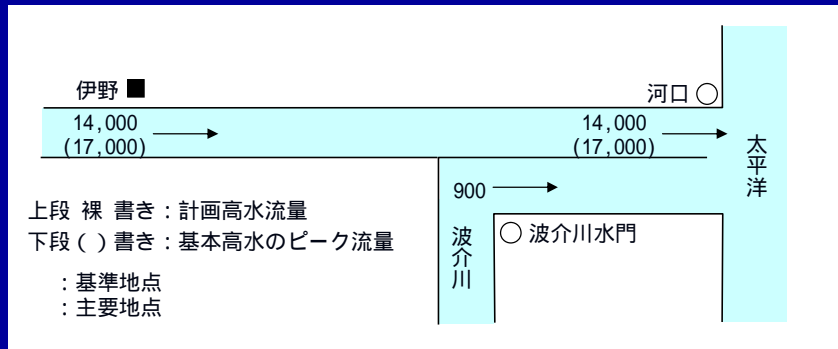 伊野 ■
河口 ○
14,000
(17,000)
14,000
(17,000)
太平洋
900
波介川
○ 波介川水門
上段 裸 書き：計画高水流量
下段 ( ) 書き：基本高水のピーク流量
：基準地点
：主要地点